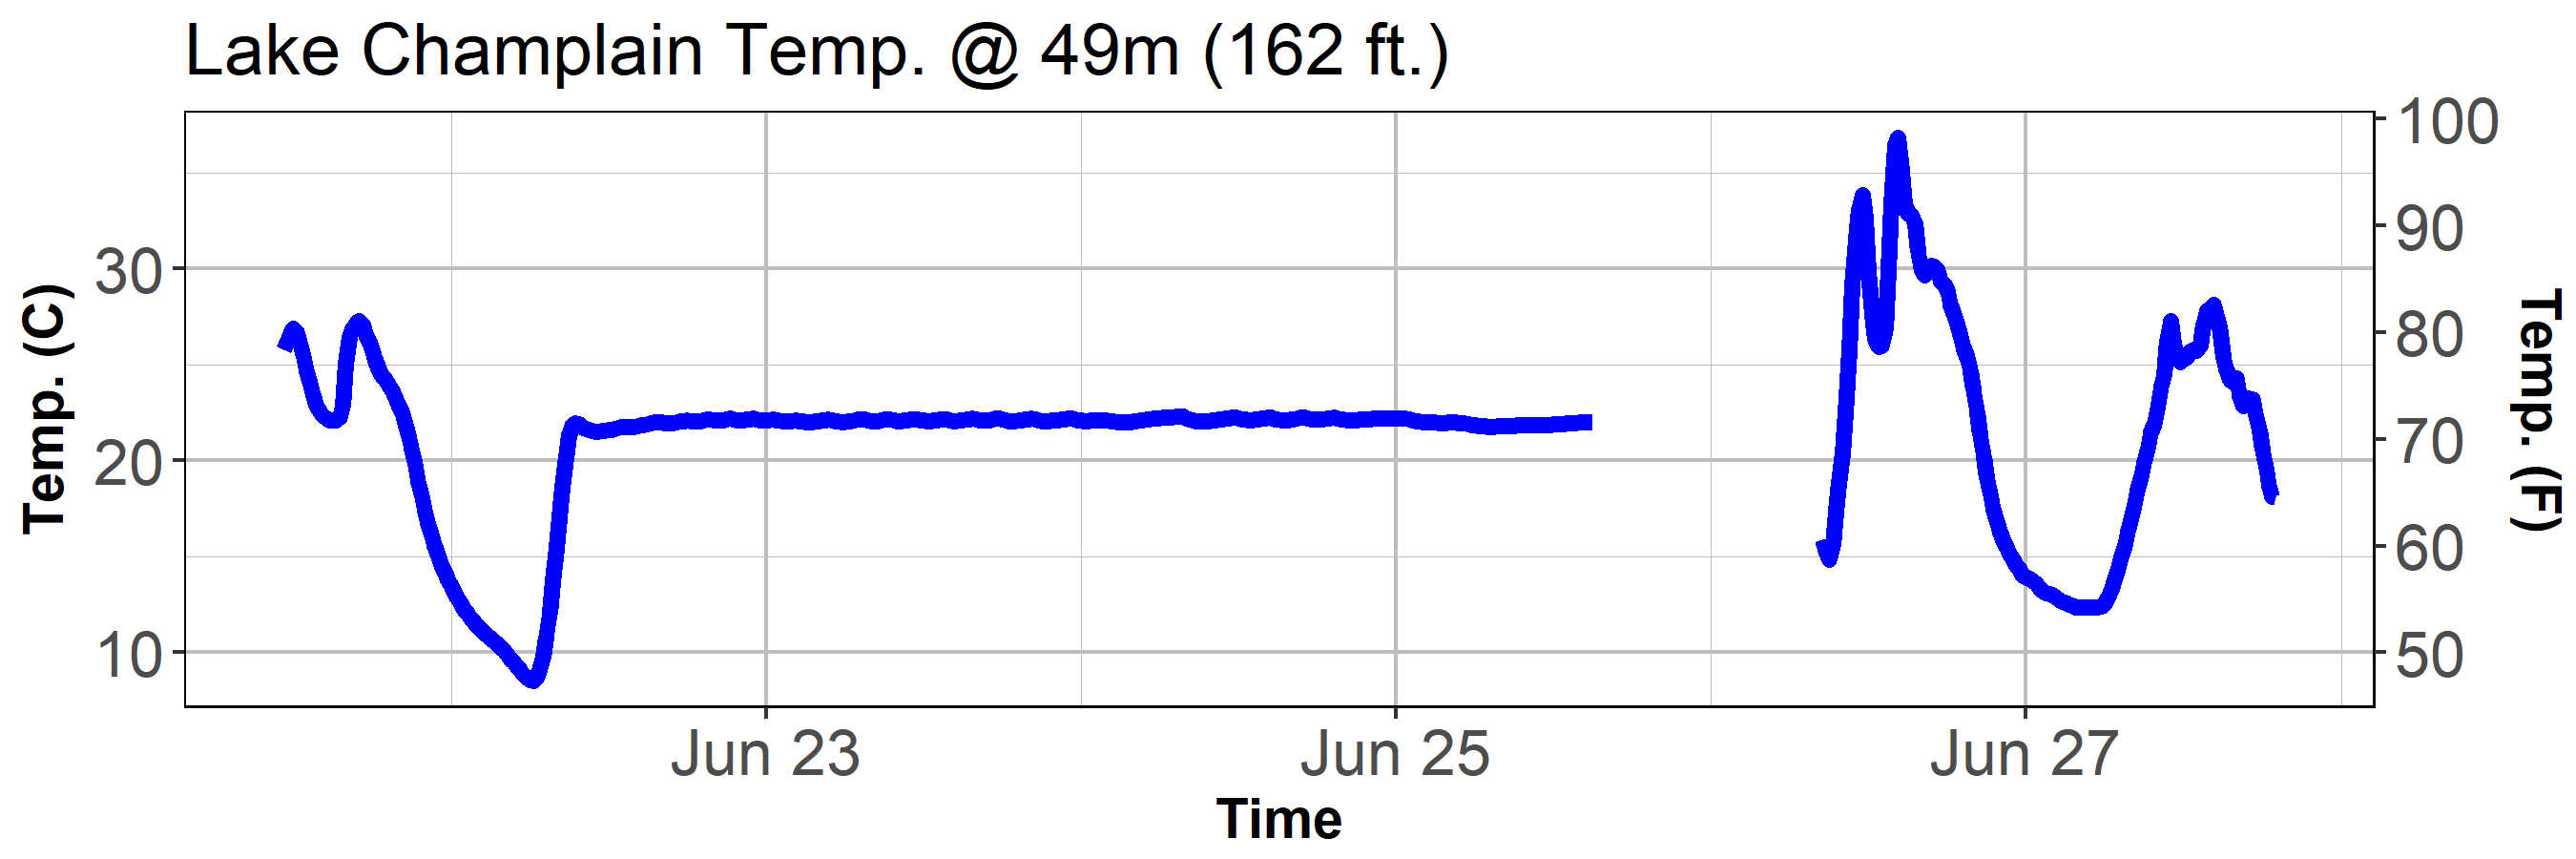 Lake Champlain Temp. @ 49m (162 ft.)
100
90
80
70
60
50
30
20
10
Temp. (C)
Temp. (F)
Jun 23 Jun 25 Jun 27
Time